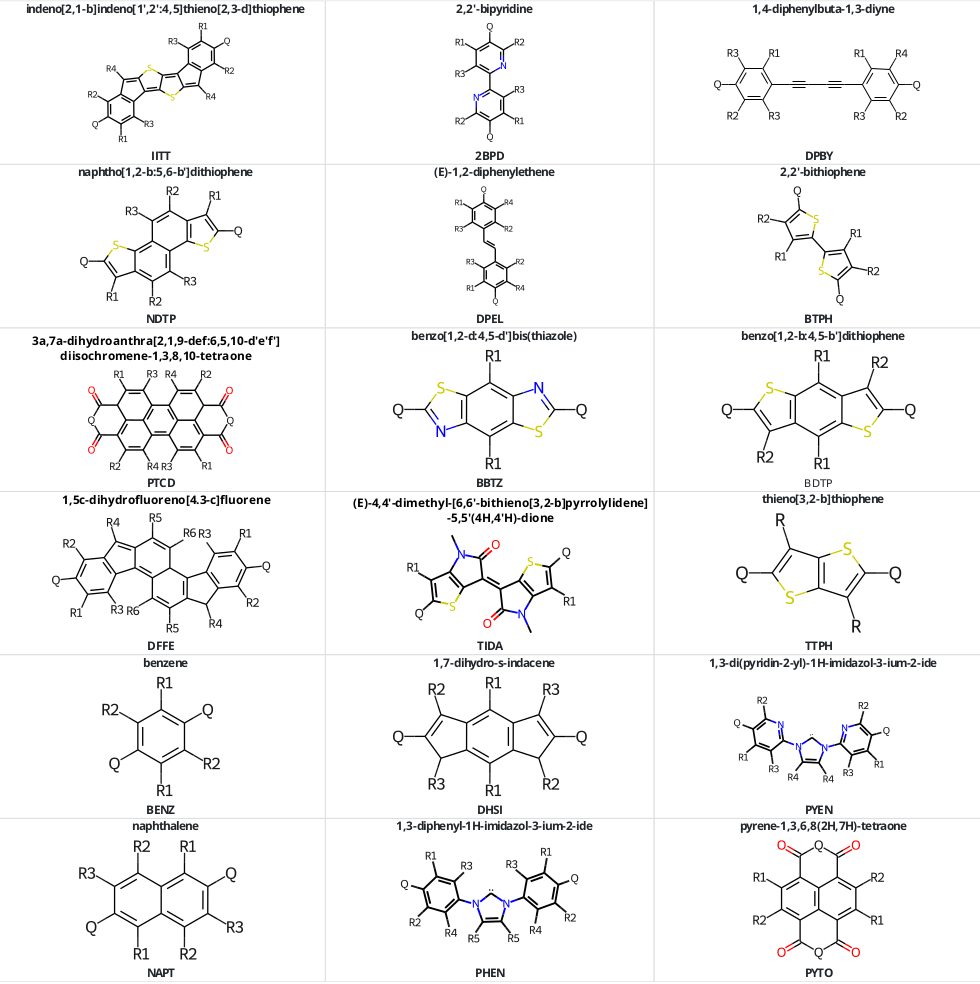 indeno[2,1-b]indeno[1',2':4,5]thieno[2,3-d]thiophene
R1
R3 Q
R4 S R2
R2 S R4
Q R3
R1
IITT
2,2'-bipyridine
Q
R1 R2
R3 N
N R3
R2 R1
Q
2BPD
1,4-diphenylbuta-1,3-diyne
R3 R1 R1 R4
Q Q
R2 R3 R3 R2
DPBY
naphtho[1,2-b:5,6-b']dithiophene
R2 R1
R3
S Q
Q S
R1 R3
R2
NDTP
(E)-1,2-diphenylethene
Q
R1 R4
R3 R2
R3 R2
R1 R4
Q
DPEL
2,2'-bithiophene
Q
R2 S
R1 R1
S R2
Q
BTPH
3a,7a-dihydroanthra[2,1,9-def:6,5,10-d'e'f']
diisochromene-1,3,8,10-tetraone
R1 R3 R4 R2
O O
Q Q
O O
R2 R4 R3 R1
PTCD
benzo[1,2-d:4,5-d']bis(thiazole)
R1
S N
Q Q
N S
R1
BBTZ
benzo[1,2-b:4,5-b']dithiophene
R1 R2
S
Q Q
S
R2 R1
BDTP
1,5c-dihydrofluoreno[4.3-c]fluorene
R4 R5
R2 R6 R3 R1
Q Q
R1 R3 R6 R2
R5 R4
DFFE
(E)-4,4'-dimethyl-[6,6'-bithieno[3,2-b]pyrrolylidene]
-5,5'(4H,4'H)-dione
N O S Q
R1
S R1
Q O N
TIDA
thieno[3,2-b]thiophene
R
S
Q Q
S
R
TTPH
benzene
R1
R2 Q
Q R2
R1
BENZ
1,7-dihydro-s-indacene
R2 R1 R3
Q Q
R3 R1 R2
DHSI
1,3-di(pyridin-2-yl)-1H-imidazol-3-ium-2-ide
R2 R2
Q N N Q
N N
R1 R3 R3 R1
R4 R4
PYEN
naphthalene
R2 R1
R3 Q
Q R3
R1 R2
NAPT
1,3-diphenyl-1H-imidazol-3-ium-2-ide
R1 R3 R3 R1
Q Q
N N
R2 R4 R4 R2
R5 R5
PHEN
pyrene-1,3,6,8(2H,7H)-tetraone
O Q O
R1 R2
R2 R1
O Q O
PYTO